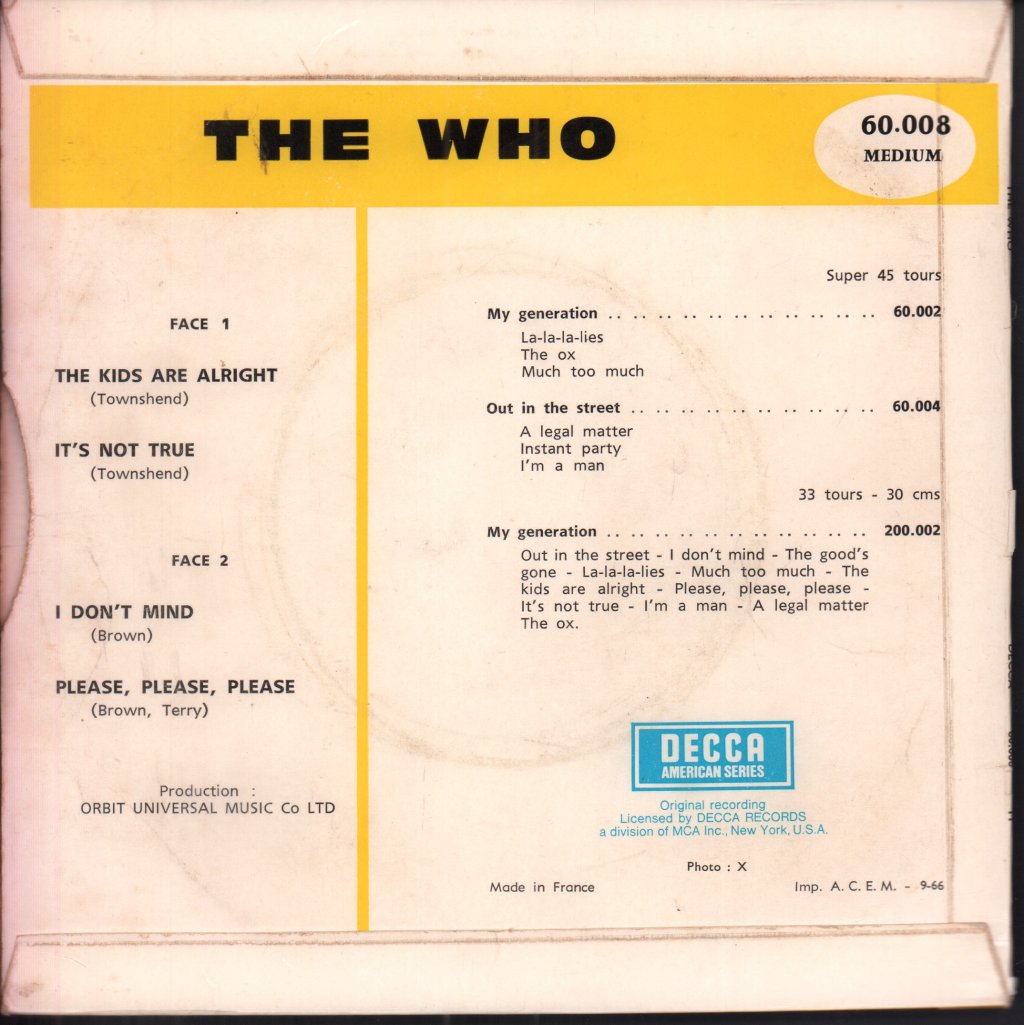 THE WHO
60.008
MEDIUM
FACE 1
THE KIDS ARE ALRIGHT
(Townshend)
IT'S NOT TRUE
(Townshend)
FACE 2
I DON'T MIND
(Brown)
PLEASE, PLEASE, PLEASE
(Brown, Terry)
Production :
ORBIT UNIVERSAL MUSIC Co LTD
Super 45 tours
My generation .. .. .. .. .. .. .. .. .. .. .. 60.002
La-la-la-lies
The ox
Much too much
Out in the street .. .. .. .. .. .. .. .. .. .. 60.004
A legal matter
Instant party
I'm a man
33 tours - 30 cms
My generation .. .. .. .. .. .. .. .. .. .. .. 200.002
Out in the street - I don't mind - The good's
gone - La-la-la-lies - Much too much - The
kids are alright - Please, please, please -
It's not true - I'm a man - A legal matter
The ox.
DECCA
AMERICAN SERIES
Original recording
Licensed by DECCA RECORDS
a division of MCA Inc., New York, U.S.A.
Photo : X
Made in France
Imp. A. C. E. M. - 9-66
THE WHO
DECCA